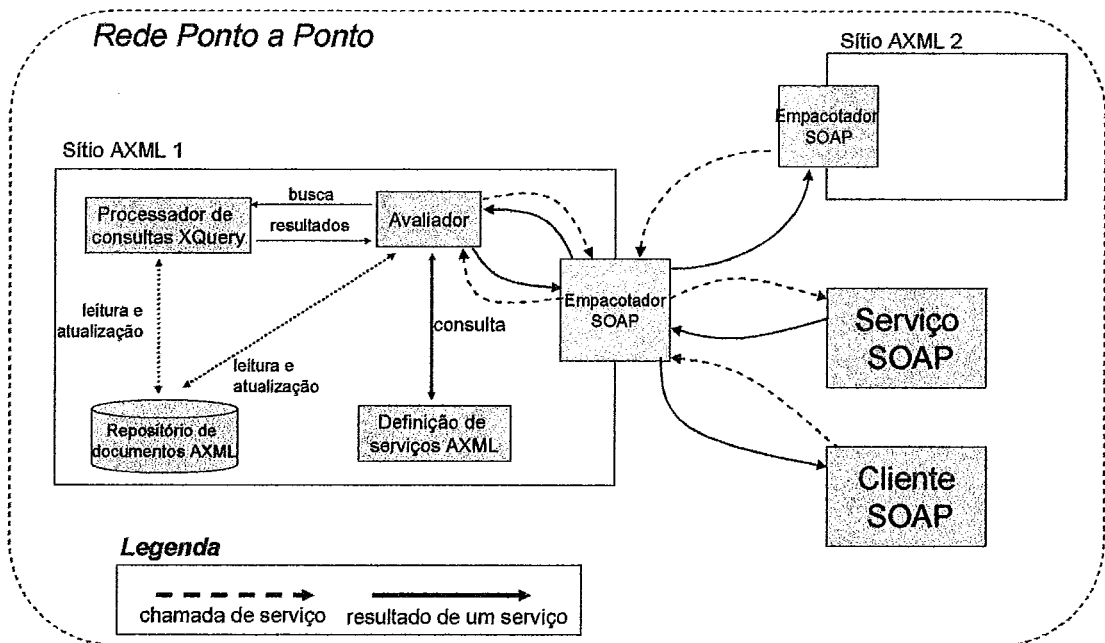 Rede Ponto a Ponto
Sítio AXML 2
Empacotador
SOAP
Sítio AXML 1
Processador de
consultas XQuery
busca
resultados
Avaliador
Empacotador
SOAP
leitura e
atualização
leitura e
atualização
consulta
Serviço
SOAP
Repositório de
documentos AXML
Definição de
serviços AXML
Cliente
SOAP
Legenda
chamada de serviço
resultado de um serviço